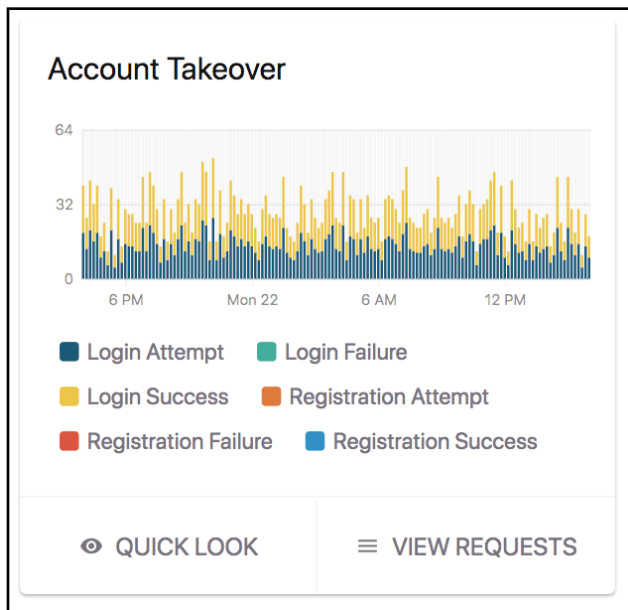 Account Takeover
64
32
0
6 PM Mon 22 6 AM 12 PM
Login Attempt Login Failure
Login Success Registration Attempt
Registration Failure Registration Success
QUICK LOOK VIEW REQUESTS